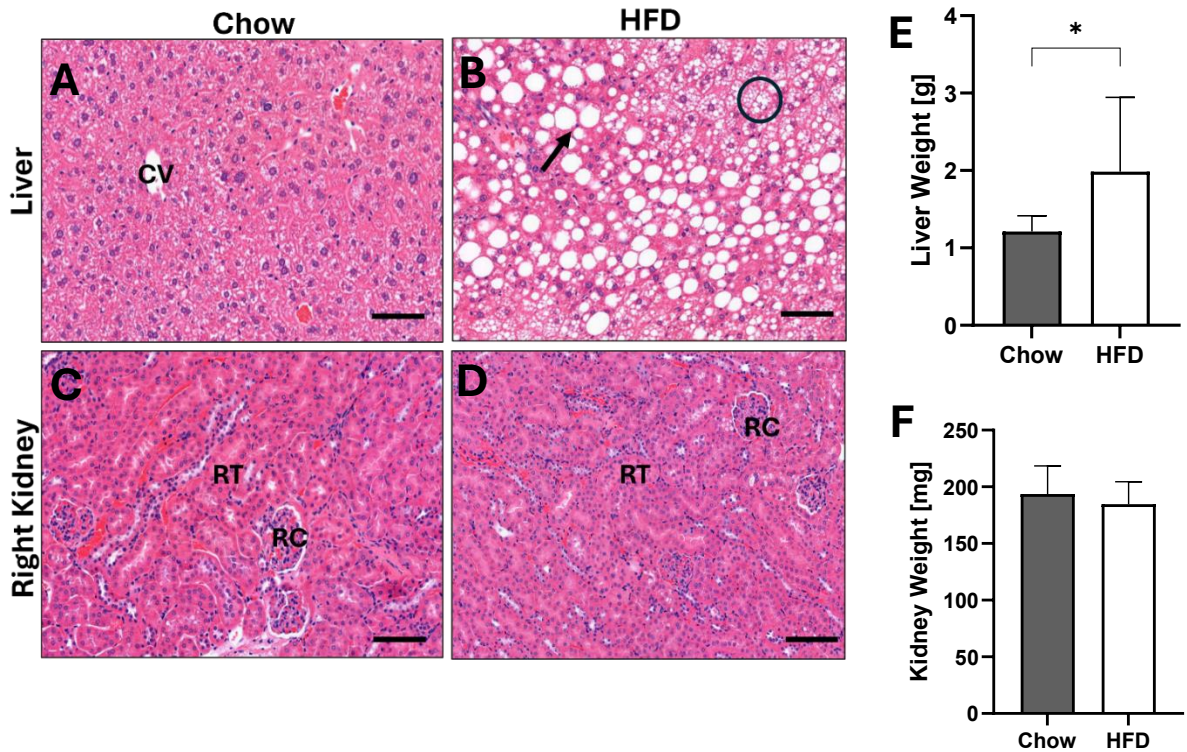 Chow
HFD
Liver
A
CV
B
Right Kidney
C
RT
RC
D
RC
RT
E
Liver Weight [g]
4
3
2
1
0
*
Chow
HFD
F
Kidney Weight [mg]
250
200
150
100
50
0
Chow
HFD